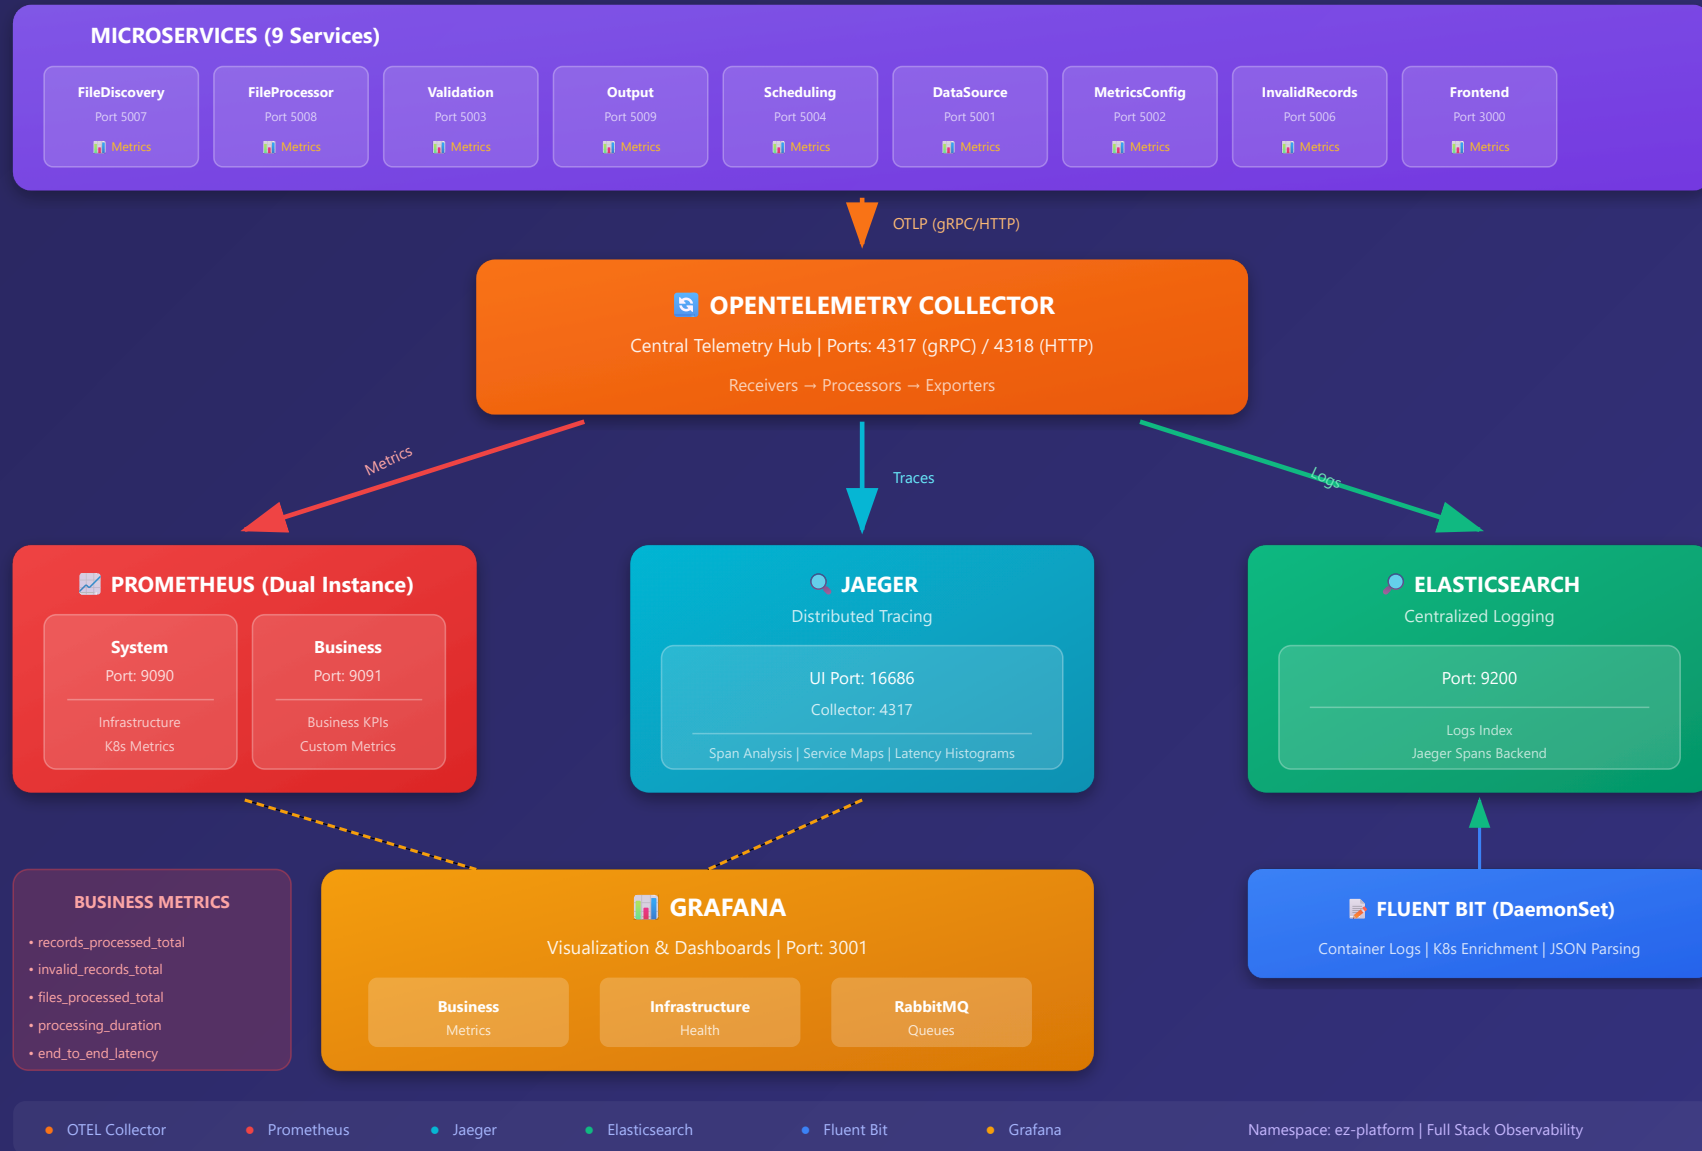 MICROSERVICES (9 Services)
FileDiscovery
Port 5007
📊 Metrics
FileProcessor
Port 5008
📊 Metrics
Validation
Port 5003
📊 Metrics
Output
Port 5009
📊 Metrics
Scheduling
Port 5004
📊 Metrics
DataSource
Port 5001
📊 Metrics
MetricsConfig
Port 5002
📊 Metrics
InvalidRecords
Port 5006
📊 Metrics
Frontend
Port 3000
📊 Metrics
OTLP (gRPC/HTTP)
🔄 OPENTELEMETRY COLLECTOR
Central Telemetry Hub | Ports: 4317 (gRPC) / 4318 (HTTP)
Receivers → Processors → Exporters
Metrics
Traces
Logs
📈 PROMETHEUS (Dual Instance)
System
Port: 9090
Infrastructure
K8s Metrics
Business
Port: 9091
Business KPIs
Custom Metrics
🔍 JAEGER
Distributed Tracing
UI Port: 16686
Collector: 4317
Span Analysis | Service Maps | Latency Histograms
🔎 ELASTICSEARCH
Centralized Logging
Port: 9200
Logs Index
Jaeger Spans Backend
BUSINESS METRICS
• records_processed_total
• invalid_records_total
• files_processed_total
• processing_duration
• end_to_end_latency
📊 GRAFANA
Visualization & Dashboards | Port: 3001
Business
Metrics
Infrastructure
Health
RabbitMQ
Queues
📝 FLUENT BIT (DaemonSet)
Container Logs | K8s Enrichment | JSON Parsing
OTEL Collector
Prometheus
Jaeger
Elasticsearch
Fluent Bit
Grafana
Namespace: ez-platform | Full Stack Observability